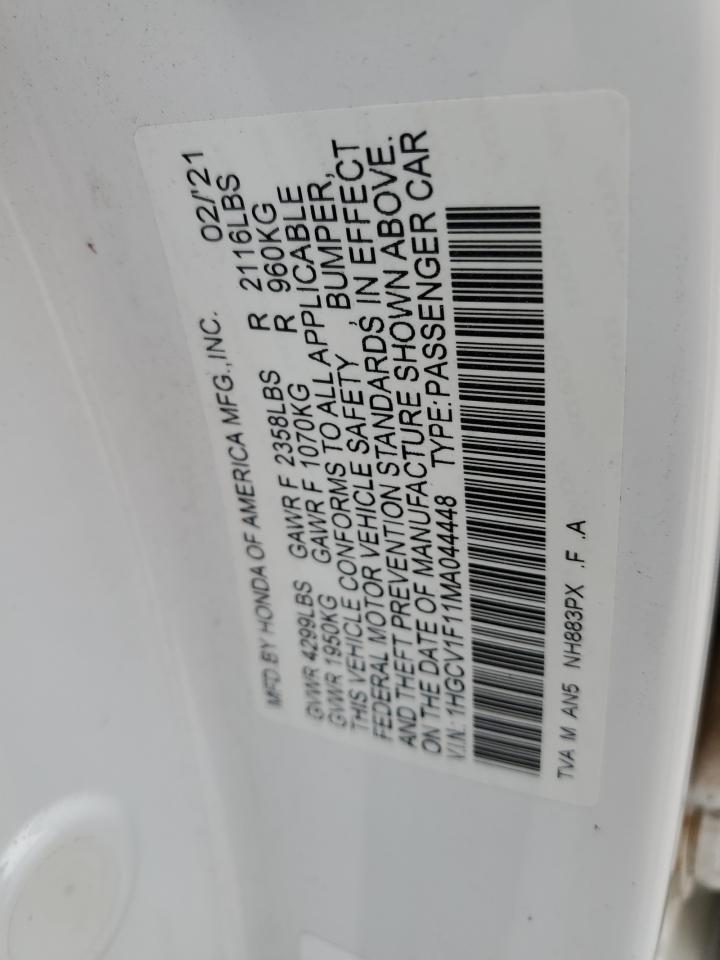 MFD.BY HONDA OF AMERICA MFG.,INC. 02/'21
GVWR 4299LBS GAWR F 2358LBS R 2116LBS
GVWR 1950KG GAWR F 1070KG R 960KG
THIS VEHICLE CONFORMS TO ALL APPLICABLE
FEDERAL MOTOR VEHICLE SAFETY , BUMPER,
AND THEFT PREVENTION STANDARDS IN EFFECT
ON THE DATE OF MANUFACTURE SHOWN ABOVE.
V.I.N.: 1HGCV1F11MA044448 TYPE:PASSENGER CAR
TVA M AN5 NH883PX .F .A